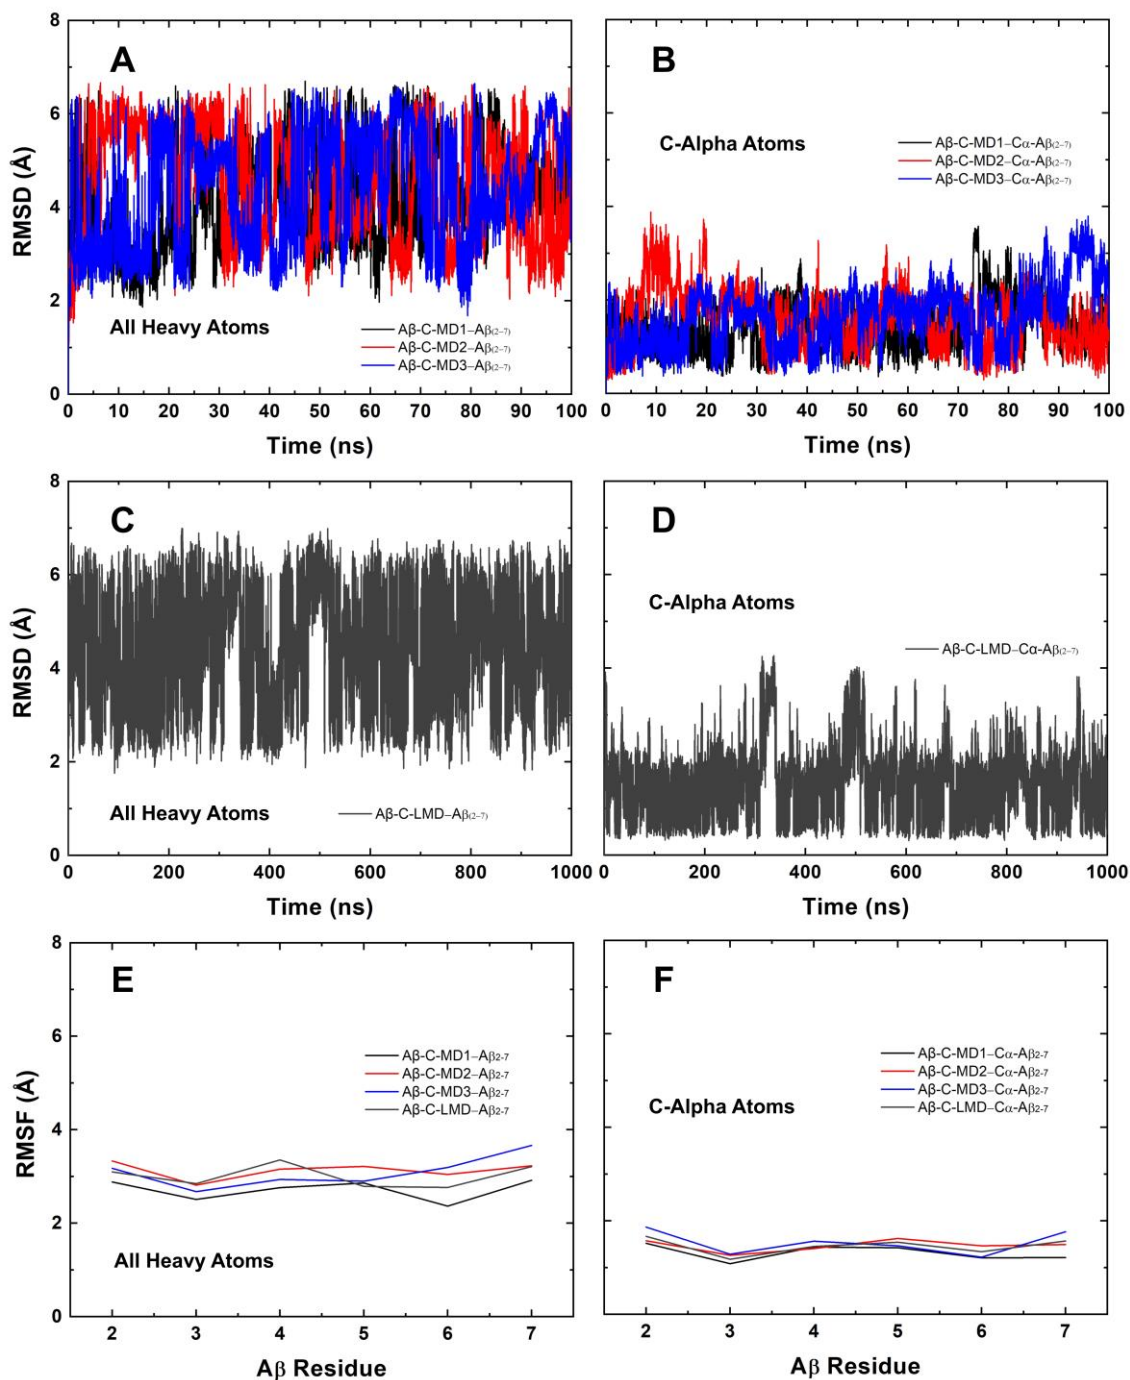 A
8
6
4
2
0
RMSD (Å)
All Heavy Atoms
Aβ-C-MD1–Aβ(2–7)
Aβ-C-MD2–Aβ(2–7)
Aβ-C-MD3–Aβ(2–7)
0 10 20 30 40 50 60 70 80 90 100
Time (ns)
B
C-Alpha Atoms
Aβ-C-MD1–Cα-Aβ(2–7)
Aβ-C-MD2–Cα-Aβ(2–7)
Aβ-C-MD3–Cα-Aβ(2–7)
0 10 20 30 40 50 60 70 80 90 100
Time (ns)
C
8
6
4
2
0
RMSD (Å)
All Heavy Atoms
Aβ-C-LMD–Aβ(2–7)
0 200 400 600 800 1000
Time (ns)
D
C-Alpha Atoms
Aβ-C-LMD–Cα-Aβ(2–7)
0 200 400 600 800 1000
Time (ns)
E
8
6
4
2
0
RMSF (Å)
Aβ-C-MD1–Aβ2-7
Aβ-C-MD2–Aβ2-7
Aβ-C-MD3–Aβ2-7
Aβ-C-LMD–Aβ2-7
All Heavy Atoms
2 3 4 5 6 7
Aβ Residue
F
Aβ-C-MD1–Cα-Aβ2-7
Aβ-C-MD2–Cα-Aβ2-7
Aβ-C-MD3–Cα-Aβ2-7
Aβ-C-LMD–Cα-Aβ2-7
C-Alpha Atoms
2 3 4 5 6 7
Aβ Residue